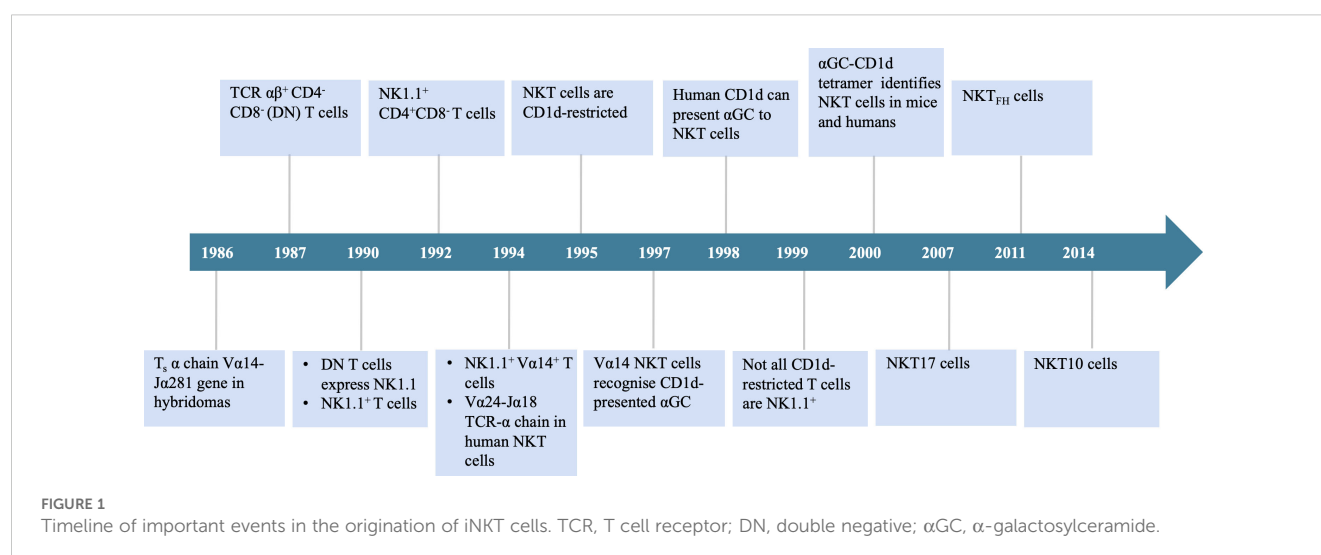 TCR αβ⁺ CD4⁻
CD8⁻ (DN) T cells
NK1.1⁺
CD4⁺CD8⁻ T cells
NKT cells are
CD1d-restricted
Human CD1d can
present αGC to
NKT cells
αGC-CD1d
tetramer identifies
NKT cells in mice
and humans
NKT_FH cells
1986 1987 1990 1992 1994 1995 1997 1998 1999 2000 2007 2011 2014
Tₛ α chain Vα14-
Jα281 gene in
hybridomas
• DN T cells
express NK1.1
• NK1.1⁺ T cells
• NK1.1⁺ Vα14⁺ T
cells
• Vα24-Jα18
TCR-α chain in
human NKT
cells
Vα14 NKT cells
recognise CD1d-
presented αGC
Not all CD1d-
restricted T cells
are NK1.1⁺
NKT17 cells
NKT10 cells
FIGURE 1
Timeline of important events in the origination of iNKT cells. TCR, T cell receptor; DN, double negative; αGC, α-galactosylceramide.